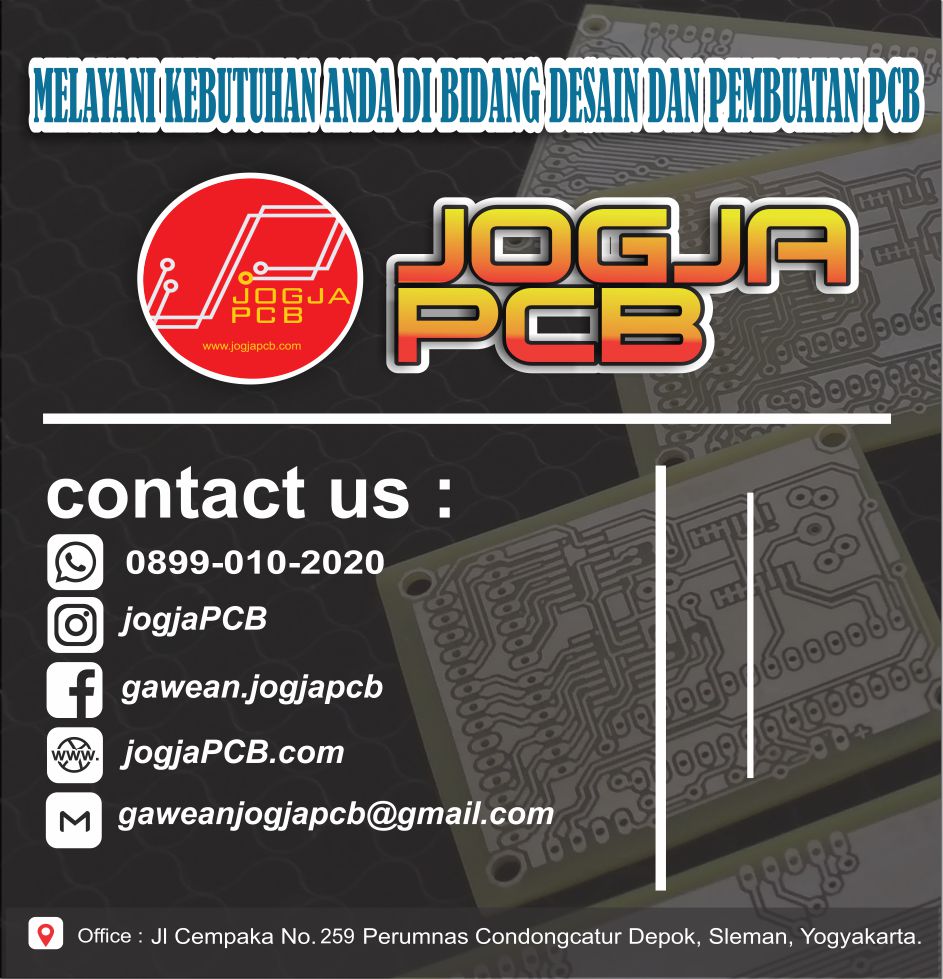 MELAYANI KEBUTUHAN ANDA DI BIDANG DESAIN DAN PEMBUATAN PCB
JOGJA
PCB
www.jogjapcb.com
JOGJA
PCB
contact us :
0899-010-2020
jogjaPCB
gawean.jogjapcb
www.
jogjaPCB.com
gaweanjogjapcb@gmail.com
Office : Jl Cempaka No. 259 Perumnas Condongcatur Depok, Sleman, Yogyakarta.